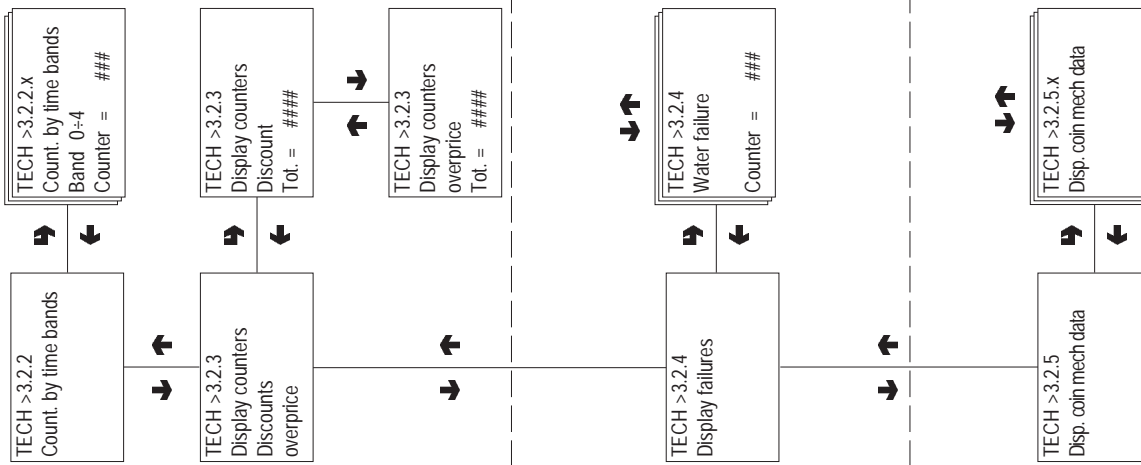 TECH >3.2.2
Count. by time bands
TECH >3.2.2.x
Count. by time bands
Band 0÷4
Counter = ###
TECH >3.2.3
Display counters
Discounts
overprice
TECH >3.2.3
Display counters
Discount
Tot. = ####
TECH >3.2.3
Display counters
overprice
Tot. = ####
TECH >3.2.4
Display failures
TECH >3.2.4
Water failure
Counter = ###
TECH >3.2.5
Disp. coin mech data
TECH >3.2.5.x
Disp. coin mech data